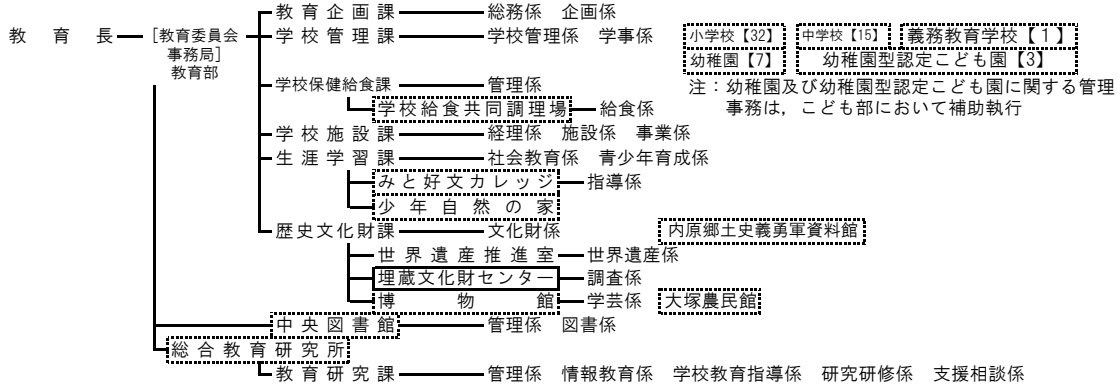 教育企画課 総務係 企画係
教育長 [教育委員会事務局]教育部 学校管理課 学校管理係 学事係 小学校【32】 中学校【15】 義務教育学校【1】
幼稚園【7】 幼稚園型認定こども園【3】
学校保健給食課 管理係 注：幼稚園及び幼稚園型認定こども園に関する管理
事務は，こども部において補助執行
学校給食共同調理場 給食係
学校施設課 経理係 施設係 事業係
生涯学習課 社会教育係 青少年育成係
みと好文カレッジ 指導係
少年自然の家
歴史文化財課 文化財係 内原郷土史義勇軍資料館
世界遺産推進室 世界遺産係
埋蔵文化財センター 調査係
博物館 学芸係 大塚農民館
中央図書館 管理係 図書係
総合教育研究所
教育研究課 管理係 情報教育係 学校教育指導係 研究研修係 支援相談係